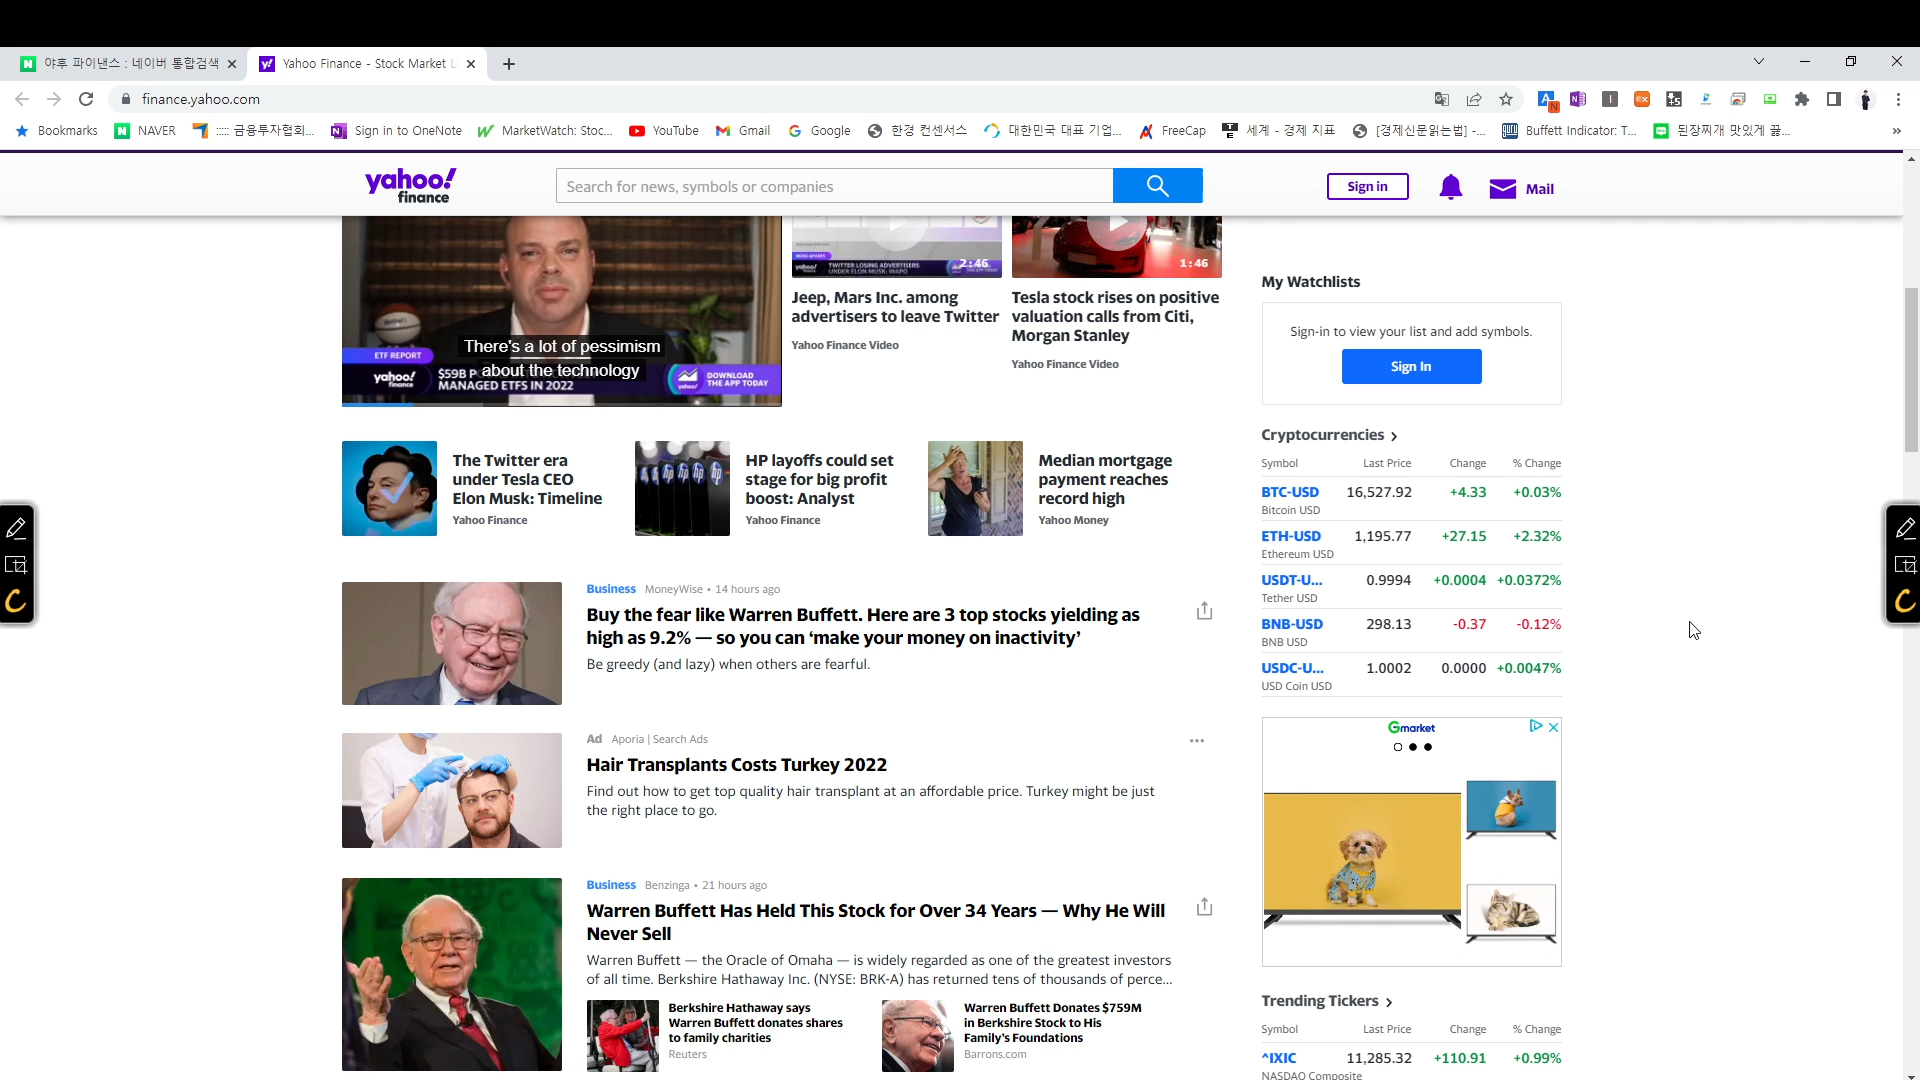 야후 파이낸스 : 네이버 통합검색
Yahoo Finance - Stock Market L
finance.yahoo.com
Bookmarks
NAVER
::::: 금융투자협회...
Sign in to OneNote
MarketWatch: Stoc...
YouTube
Gmail
Google
한경 컨센서스
대한민국 대표 기업...
FreeCap
세계 - 경제 지표
[경제신문읽는법] -...
Buffett Indicator: T...
된장찌개 맛있게 끓...
yahoo!
finance
Search for news, symbols or companies
Sign in
Mail
There's a lot of pessimism
about the technology
ETF REPORT
yahoo!
finance
$59B P
MANAGED ETFS IN 2022
DOWNLOAD
THE APP TODAY
TWITTER LOSING ADVERTISERS
UNDER ELON MUSK: WAPO
2:46
Jeep, Mars Inc. among
advertisers to leave Twitter
Yahoo Finance Video
1:46
Tesla stock rises on positive
valuation calls from Citi,
Morgan Stanley
Yahoo Finance Video
The Twitter era
under Tesla CEO
Elon Musk: Timeline
Yahoo Finance
HP layoffs could set
stage for big profit
boost: Analyst
Yahoo Finance
Median mortgage
payment reaches
record high
Yahoo Money
Business MoneyWise • 14 hours ago
Buy the fear like Warren Buffett. Here are 3 top stocks yielding as
high as 9.2% — so you can ‘make your money on inactivity’
Be greedy (and lazy) when others are fearful.
Ad Aporia | Search Ads
Hair Transplants Costs Turkey 2022
Find out how to get top quality hair transplant at an affordable price. Turkey might be just
the right place to go.
Business Benzinga • 21 hours ago
Warren Buffett Has Held This Stock for Over 34 Years — Why He Will
Never Sell
Warren Buffett — the Oracle of Omaha — is widely regarded as one of the greatest investors
of all time. Berkshire Hathaway Inc. (NYSE: BRK-A) has returned tens of thousands of perce...
Berkshire Hathaway says
Warren Buffett donates shares
to family charities
Reuters
Warren Buffett Donates $759M
in Berkshire Stock to His
Family’s Foundations
Barrons.com
My Watchlists
Sign-in to view your list and add symbols.
Sign In
Cryptocurrencies
Symbol Last Price Change % Change
BTC-USD 16,527.92 +4.33 +0.03%
Bitcoin USD
ETH-USD 1,195.77 +27.15 +2.32%
Ethereum USD
USDT-U... 0.9994 +0.0004 +0.0372%
Tether USD
BNB-USD 298.13 -0.37 -0.12%
BNB USD
USDC-U... 1.0002 0.0000 +0.0047%
USD Coin USD
Gmarket
Trending Tickers
Symbol Last Price Change % Change
^IXIC 11,285.32 +110.91 +0.99%
NASDAQ Composite